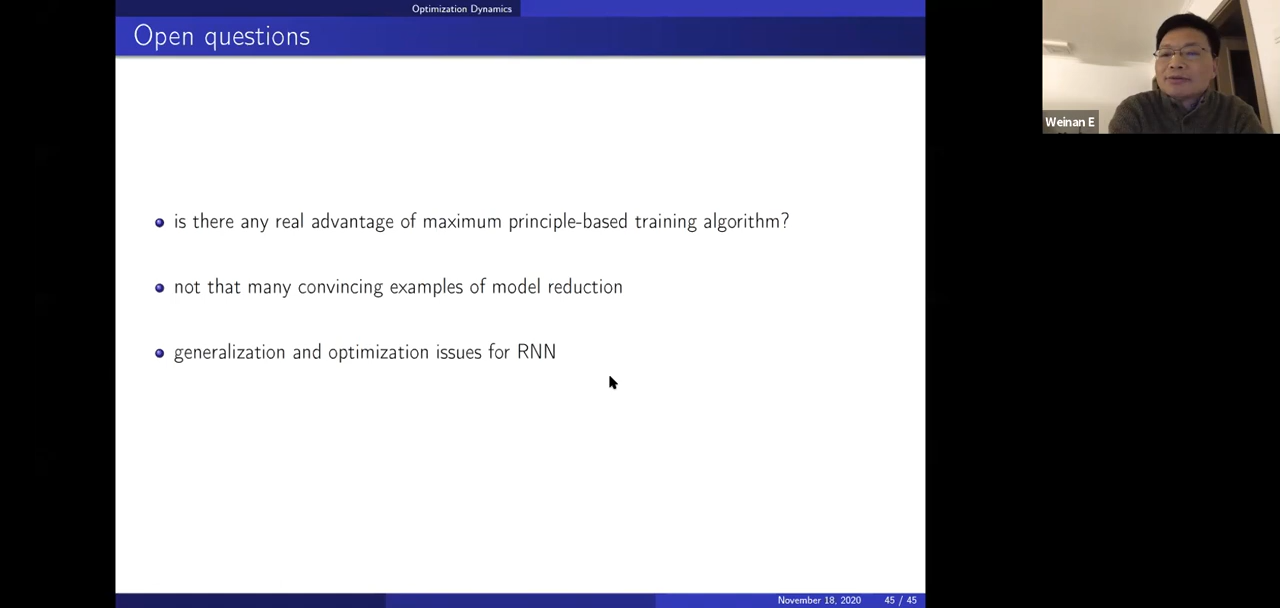 Optimization Dynamics
Open questions
is there any real advantage of maximum principle-based training algorithm?
not that many convincing examples of model reduction
generalization and optimization issues for RNN
November 18, 2020 45 / 45
Weinan E